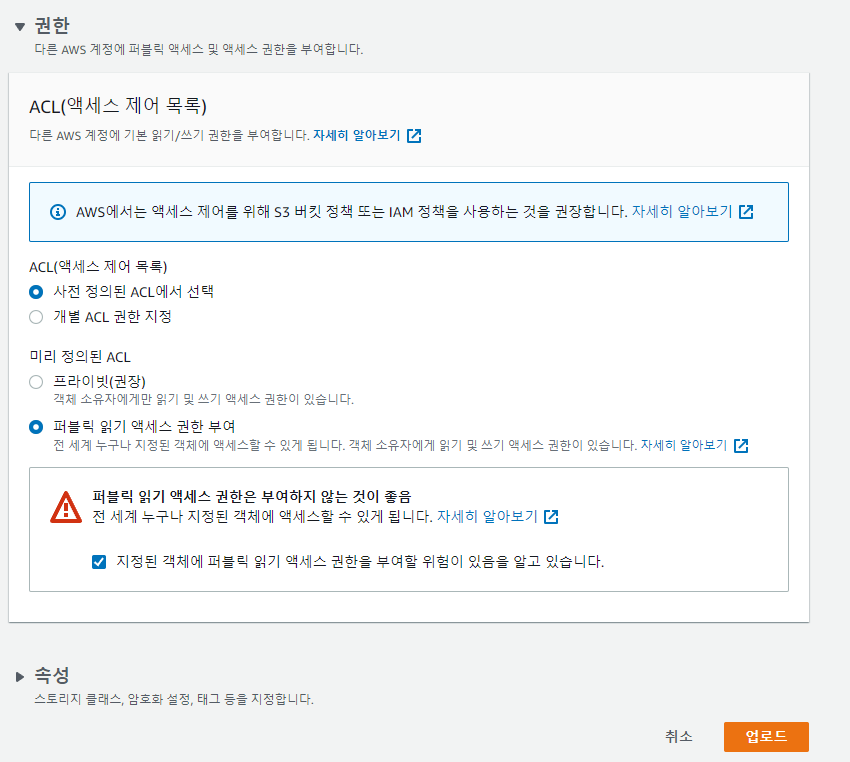 권한
다른 AWS 계정에 퍼블릭 액세스 및 액세스 권한을 부여합니다.
ACL(액세스 제어 목록)
다른 AWS 계정에 기본 읽기/쓰기 권한을 부여합니다. 자세히 알아보기
AWS에서는 액세스 제어를 위해 S3 버킷 정책 또는 IAM 정책을 사용하는 것을 권장합니다. 자세히 알아보기
ACL(액세스 제어 목록)
사전 정의된 ACL에서 선택
개별 ACL 권한 지정
미리 정의된 ACL
프라이빗(권장)
객체 소유자에게만 읽기 및 쓰기 액세스 권한이 있습니다.
퍼블릭 읽기 액세스 권한 부여
전 세계 누구나 지정된 객체에 액세스할 수 있게 됩니다. 객체 소유자에게 읽기 및 쓰기 액세스 권한이 있습니다. 자세히 알아보기
퍼블릭 읽기 액세스 권한은 부여하지 않는 것이 좋음
전 세계 누구나 지정된 객체에 액세스할 수 있게 됩니다. 자세히 알아보기
지정된 객체에 퍼블릭 읽기 액세스 권한을 부여할 위험이 있음을 알고 있습니다.
속성
스토리지 클래스, 암호화 설정, 태그 등을 지정합니다.
취소
업로드